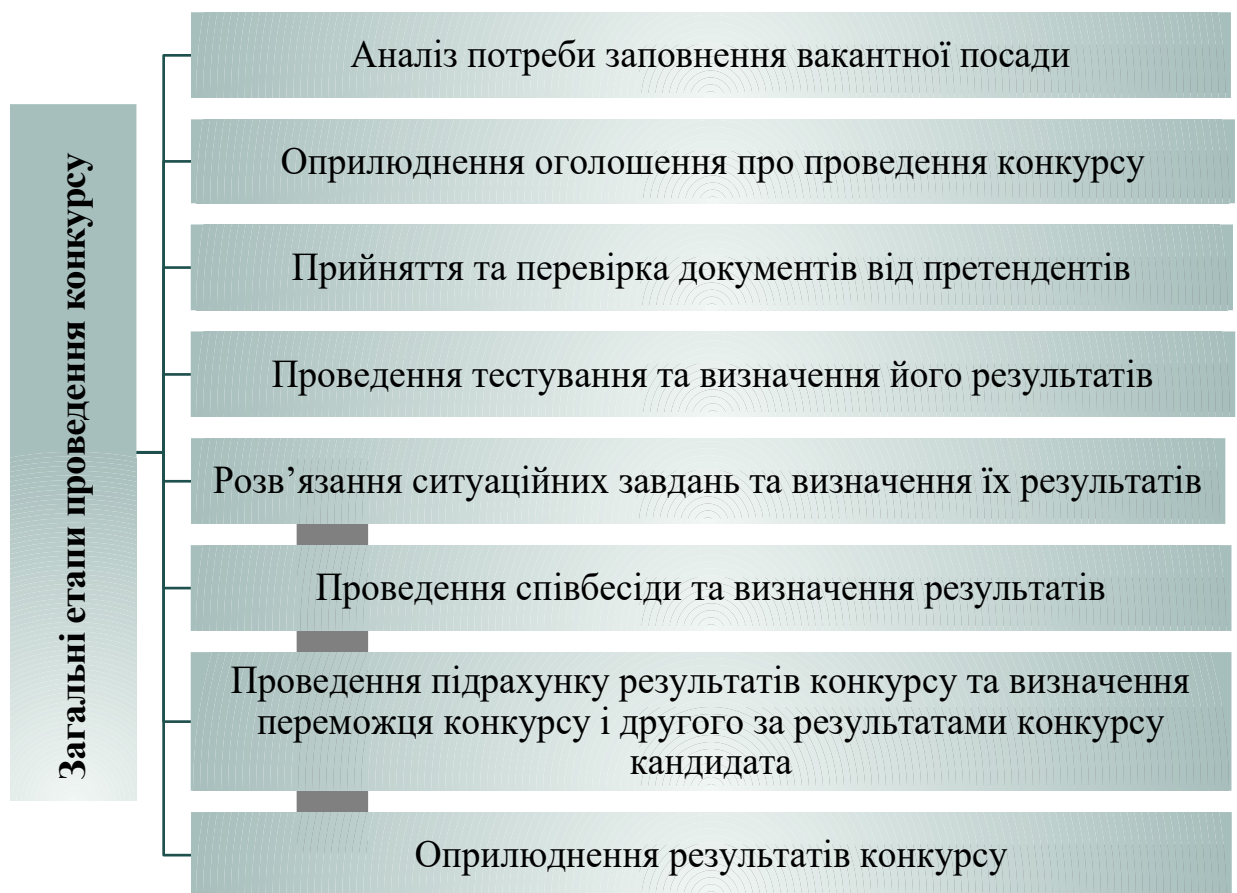 Загальні етапи проведення конкурсу
Аналіз потреби заповнення вакантної посади
Оприлюднення оголошення про проведення конкурсу
Прийняття та перевірка документів від претендентів
Проведення тестування та визначення його результатів
Розв’язання ситуаційних завдань та визначення їх результатів
Проведення співбесіди та визначення результатів
Проведення підрахунку результатів конкурсу та визначення
переможця конкурсу і другого за результатами конкурсу
кандидата
Оприлюднення результатів конкурсу